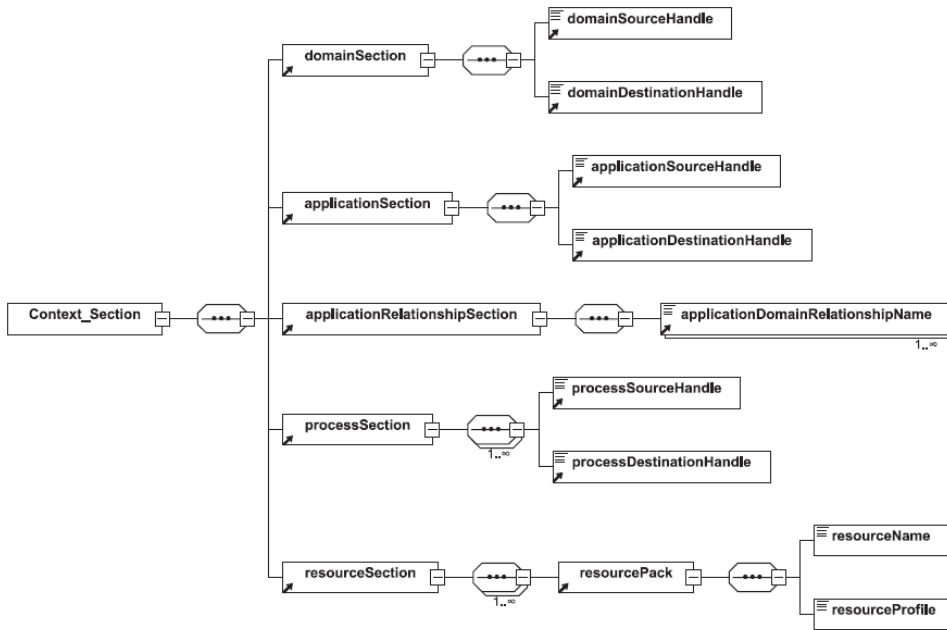 domainSourceHandle
domainSection
domainDestinationHandle
applicationSourceHandle
applicationSection
applicationDestinationHandle
Context_Section
applicationRelationshipSection
applicationDomainRelationshipName
1..∞
processSourceHandle
processSection
1..∞
processDestinationHandle
resourceName
resourceSection
resourcePack
1..∞
resourceProfile